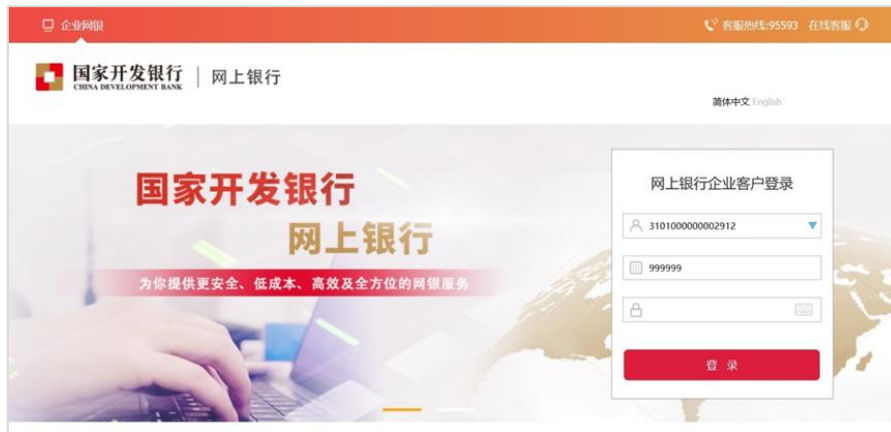 企业网银
客服热线:95593 在线客服
国家开发银行 网上银行
CHINA DEVELOPMENT BANK
简体中文 English
国家开发银行
网上银行
为你提供更安全、低成本、高效及全方位的网银服务
网上银行企业客户登录
3101000000002912
999999
登 录